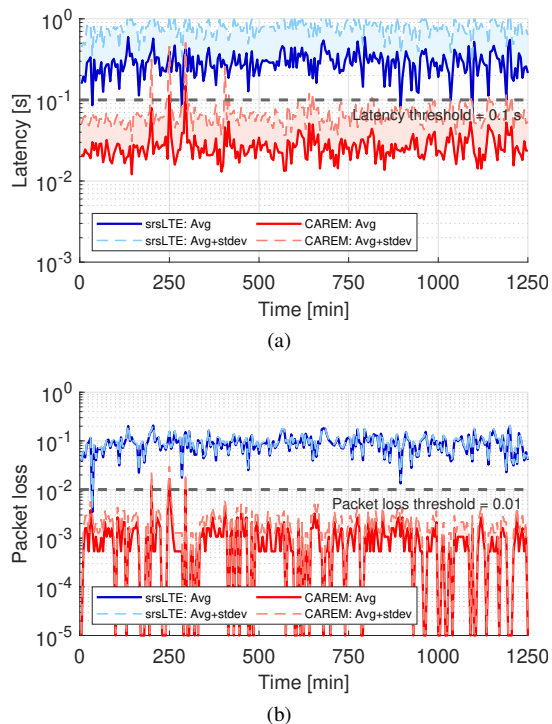 10^0
10^-1
10^-2
10^-3
Latency [s]
Latency threshold = 0.1 s
srsLTE: Avg
CAREM: Avg
srsLTE: Avg+stdev
CAREM: Avg+stdev
0 250 500 750 1000 1250
Time [min]
(a)
10^0
10^-1
10^-2
10^-3
10^-4
10^-5
Packet loss
Packet loss threshold = 0.01
srsLTE: Avg
CAREM: Avg
srsLTE: Avg+stdev
CAREM: Avg+stdev
0 250 500 750 1000 1250
Time [min]
(b)